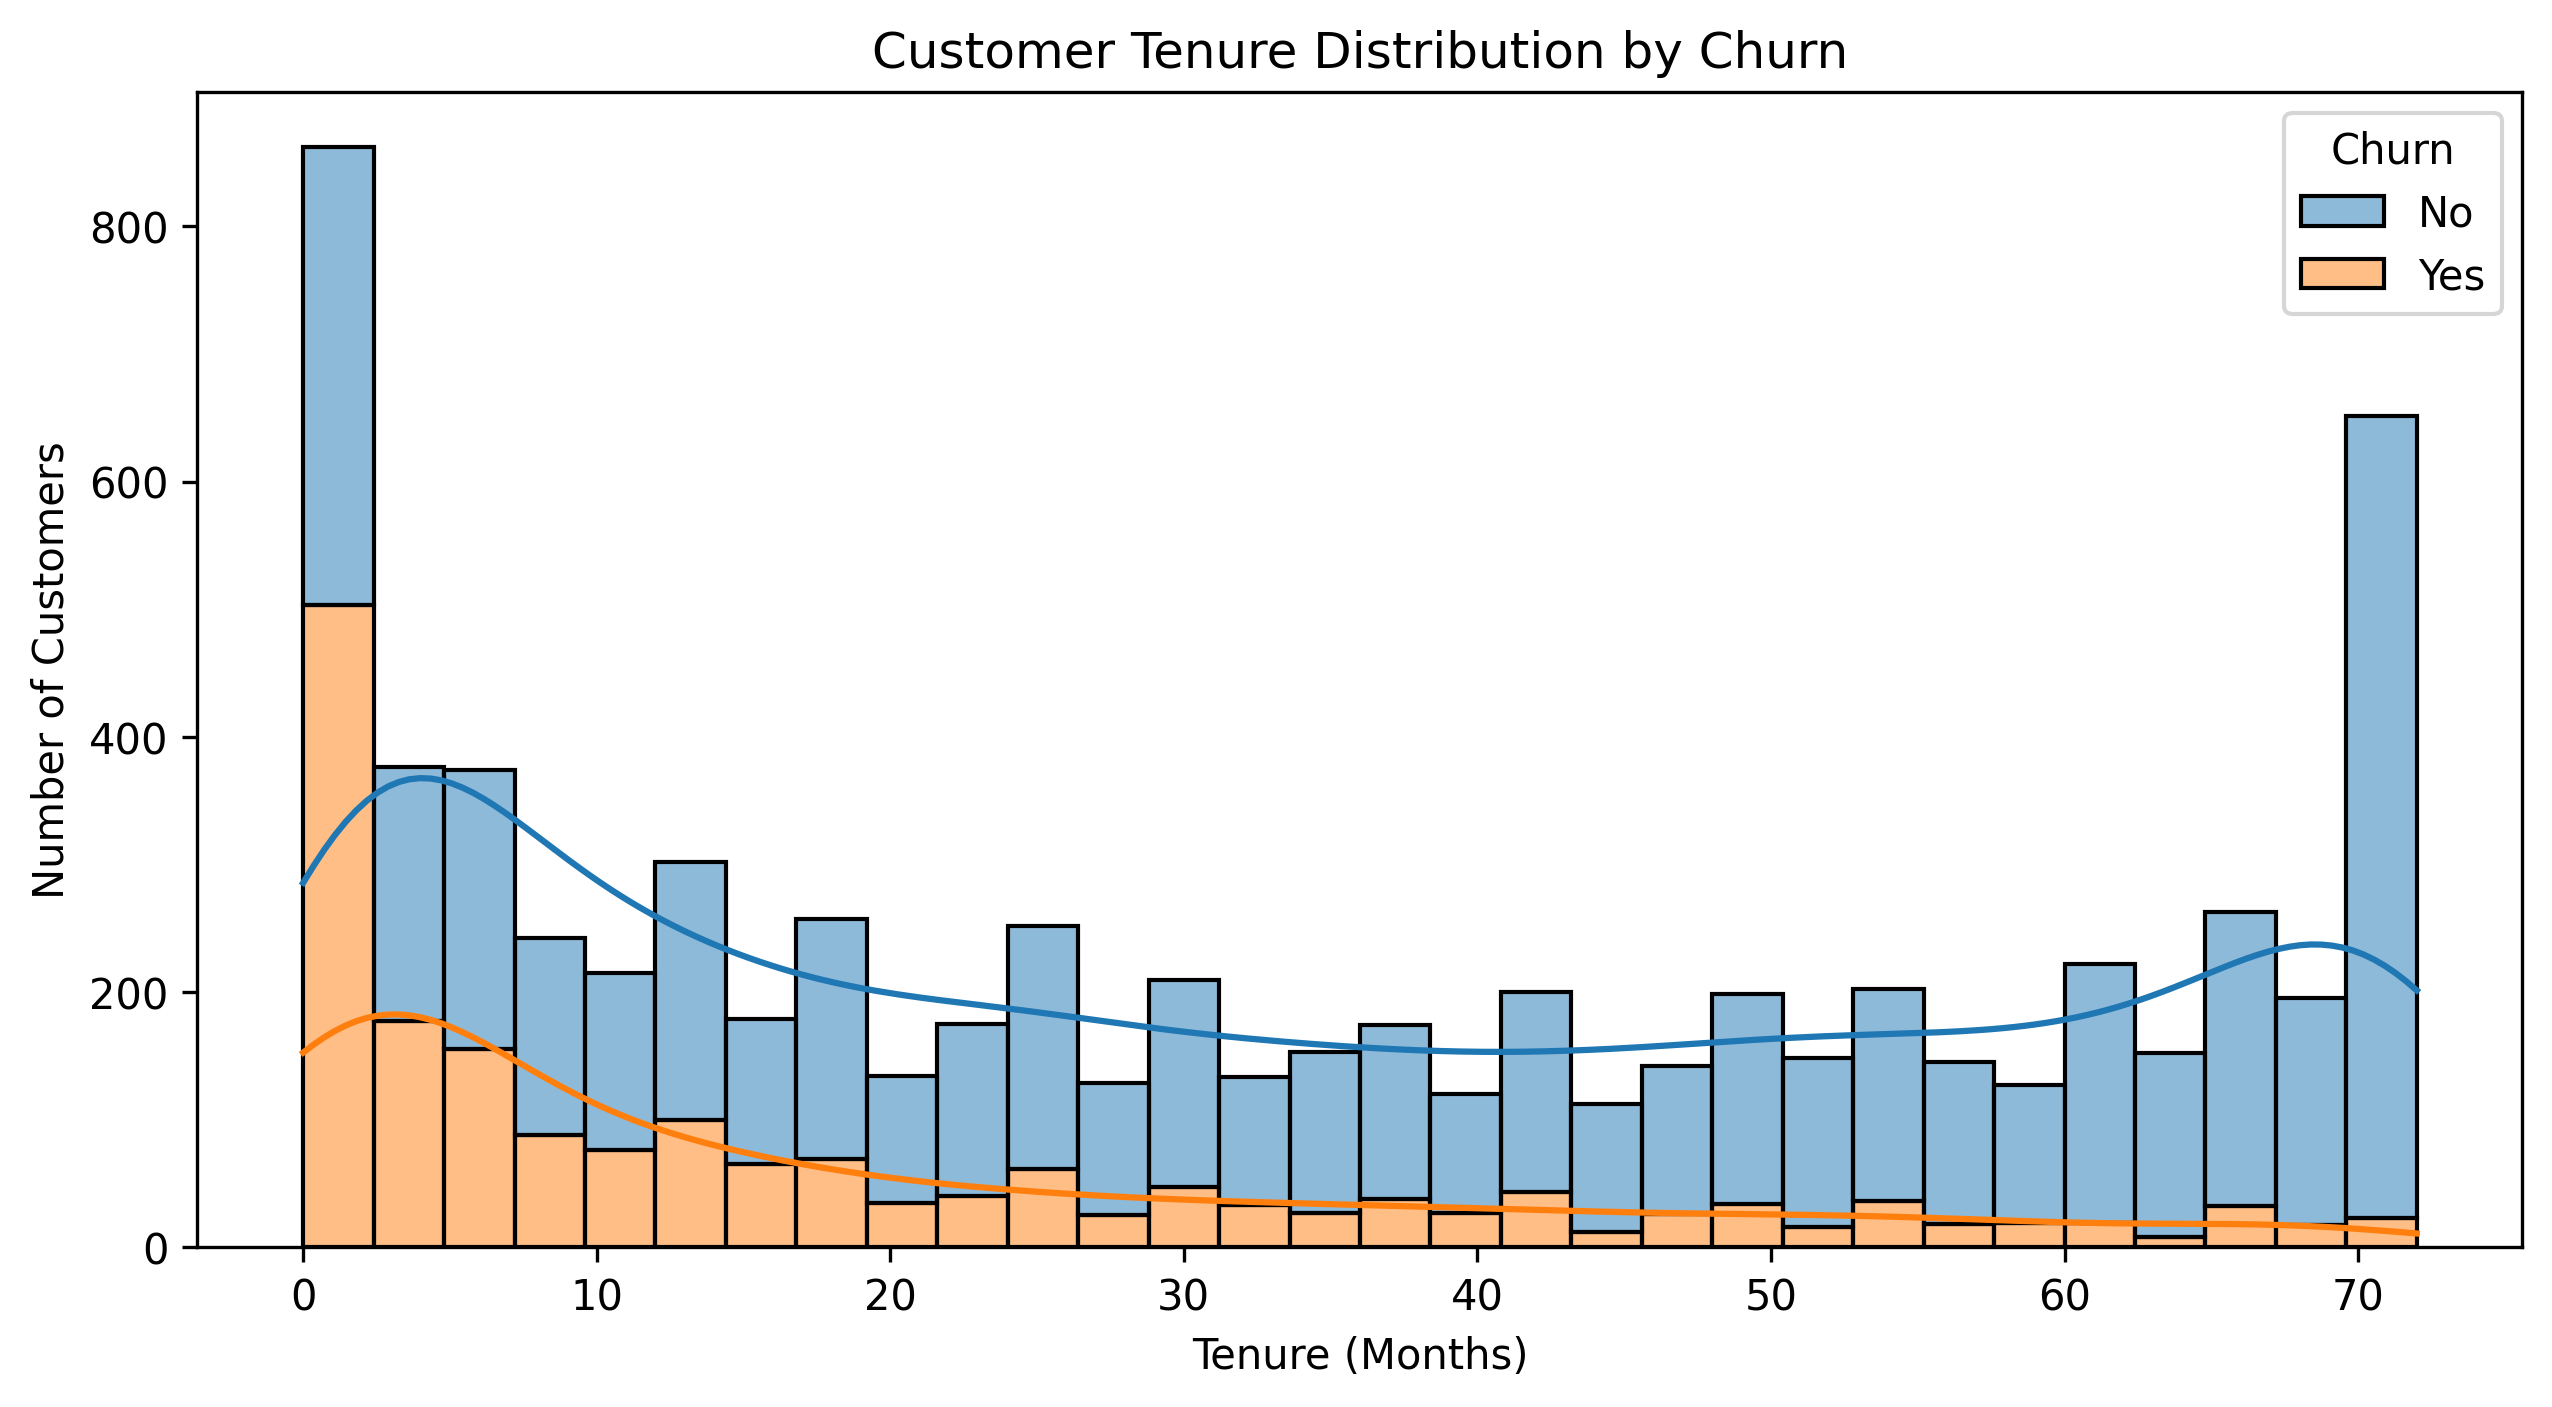 Customer Tenure Distribution by Churn
Churn
No
Yes
Number of Customers
800
600
400
200
0
0 10 20 30 40 50 60 70
Tenure (Months)